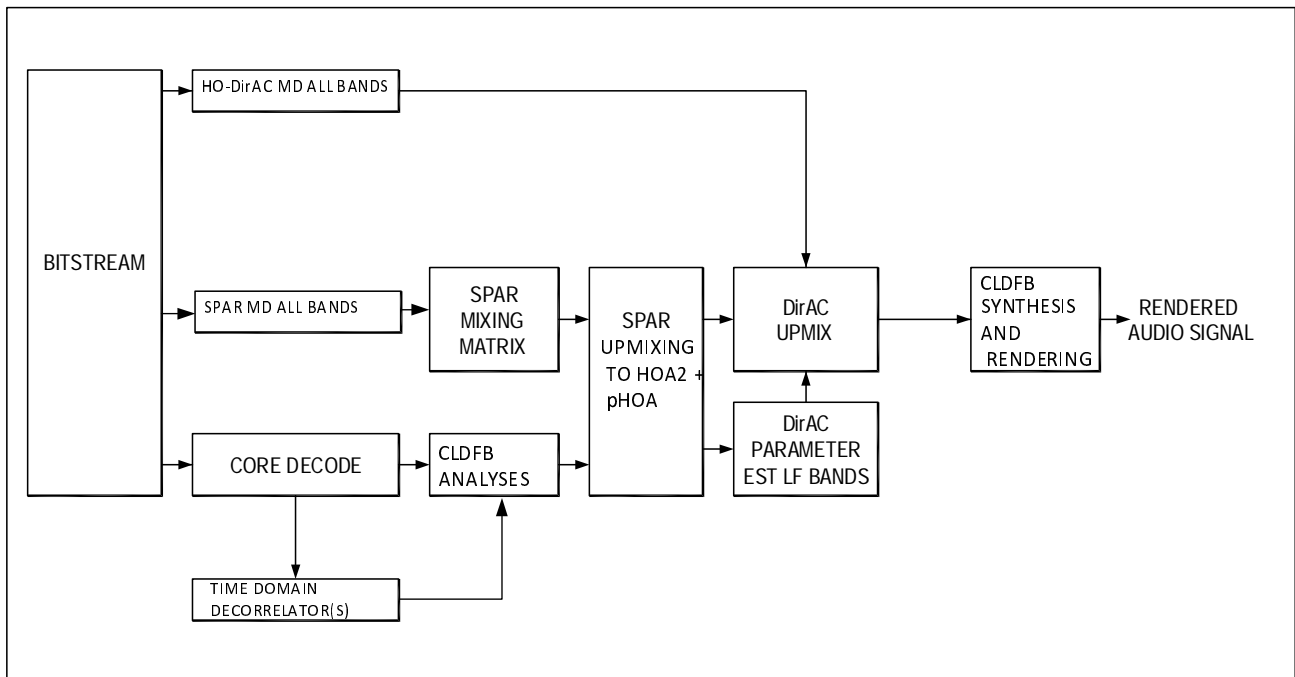 HO-DirAC MD ALL BANDS
BITSTREAM
SPAR MD ALL BANDS
SPAR
MIXING
MATRIX
SPAR
UPMIXING
TO HOA2 +
pHOA
DirAC
UPMIX
CLDFB
SYNTHESIS
AND
RENDERING
RENDERED
AUDIO SIGNAL
CORE DECODE
CLDFB
ANALYSES
DirAC
PARAMETER
EST LF BANDS
TIME DOMAIN
DECORRELATOR(S)